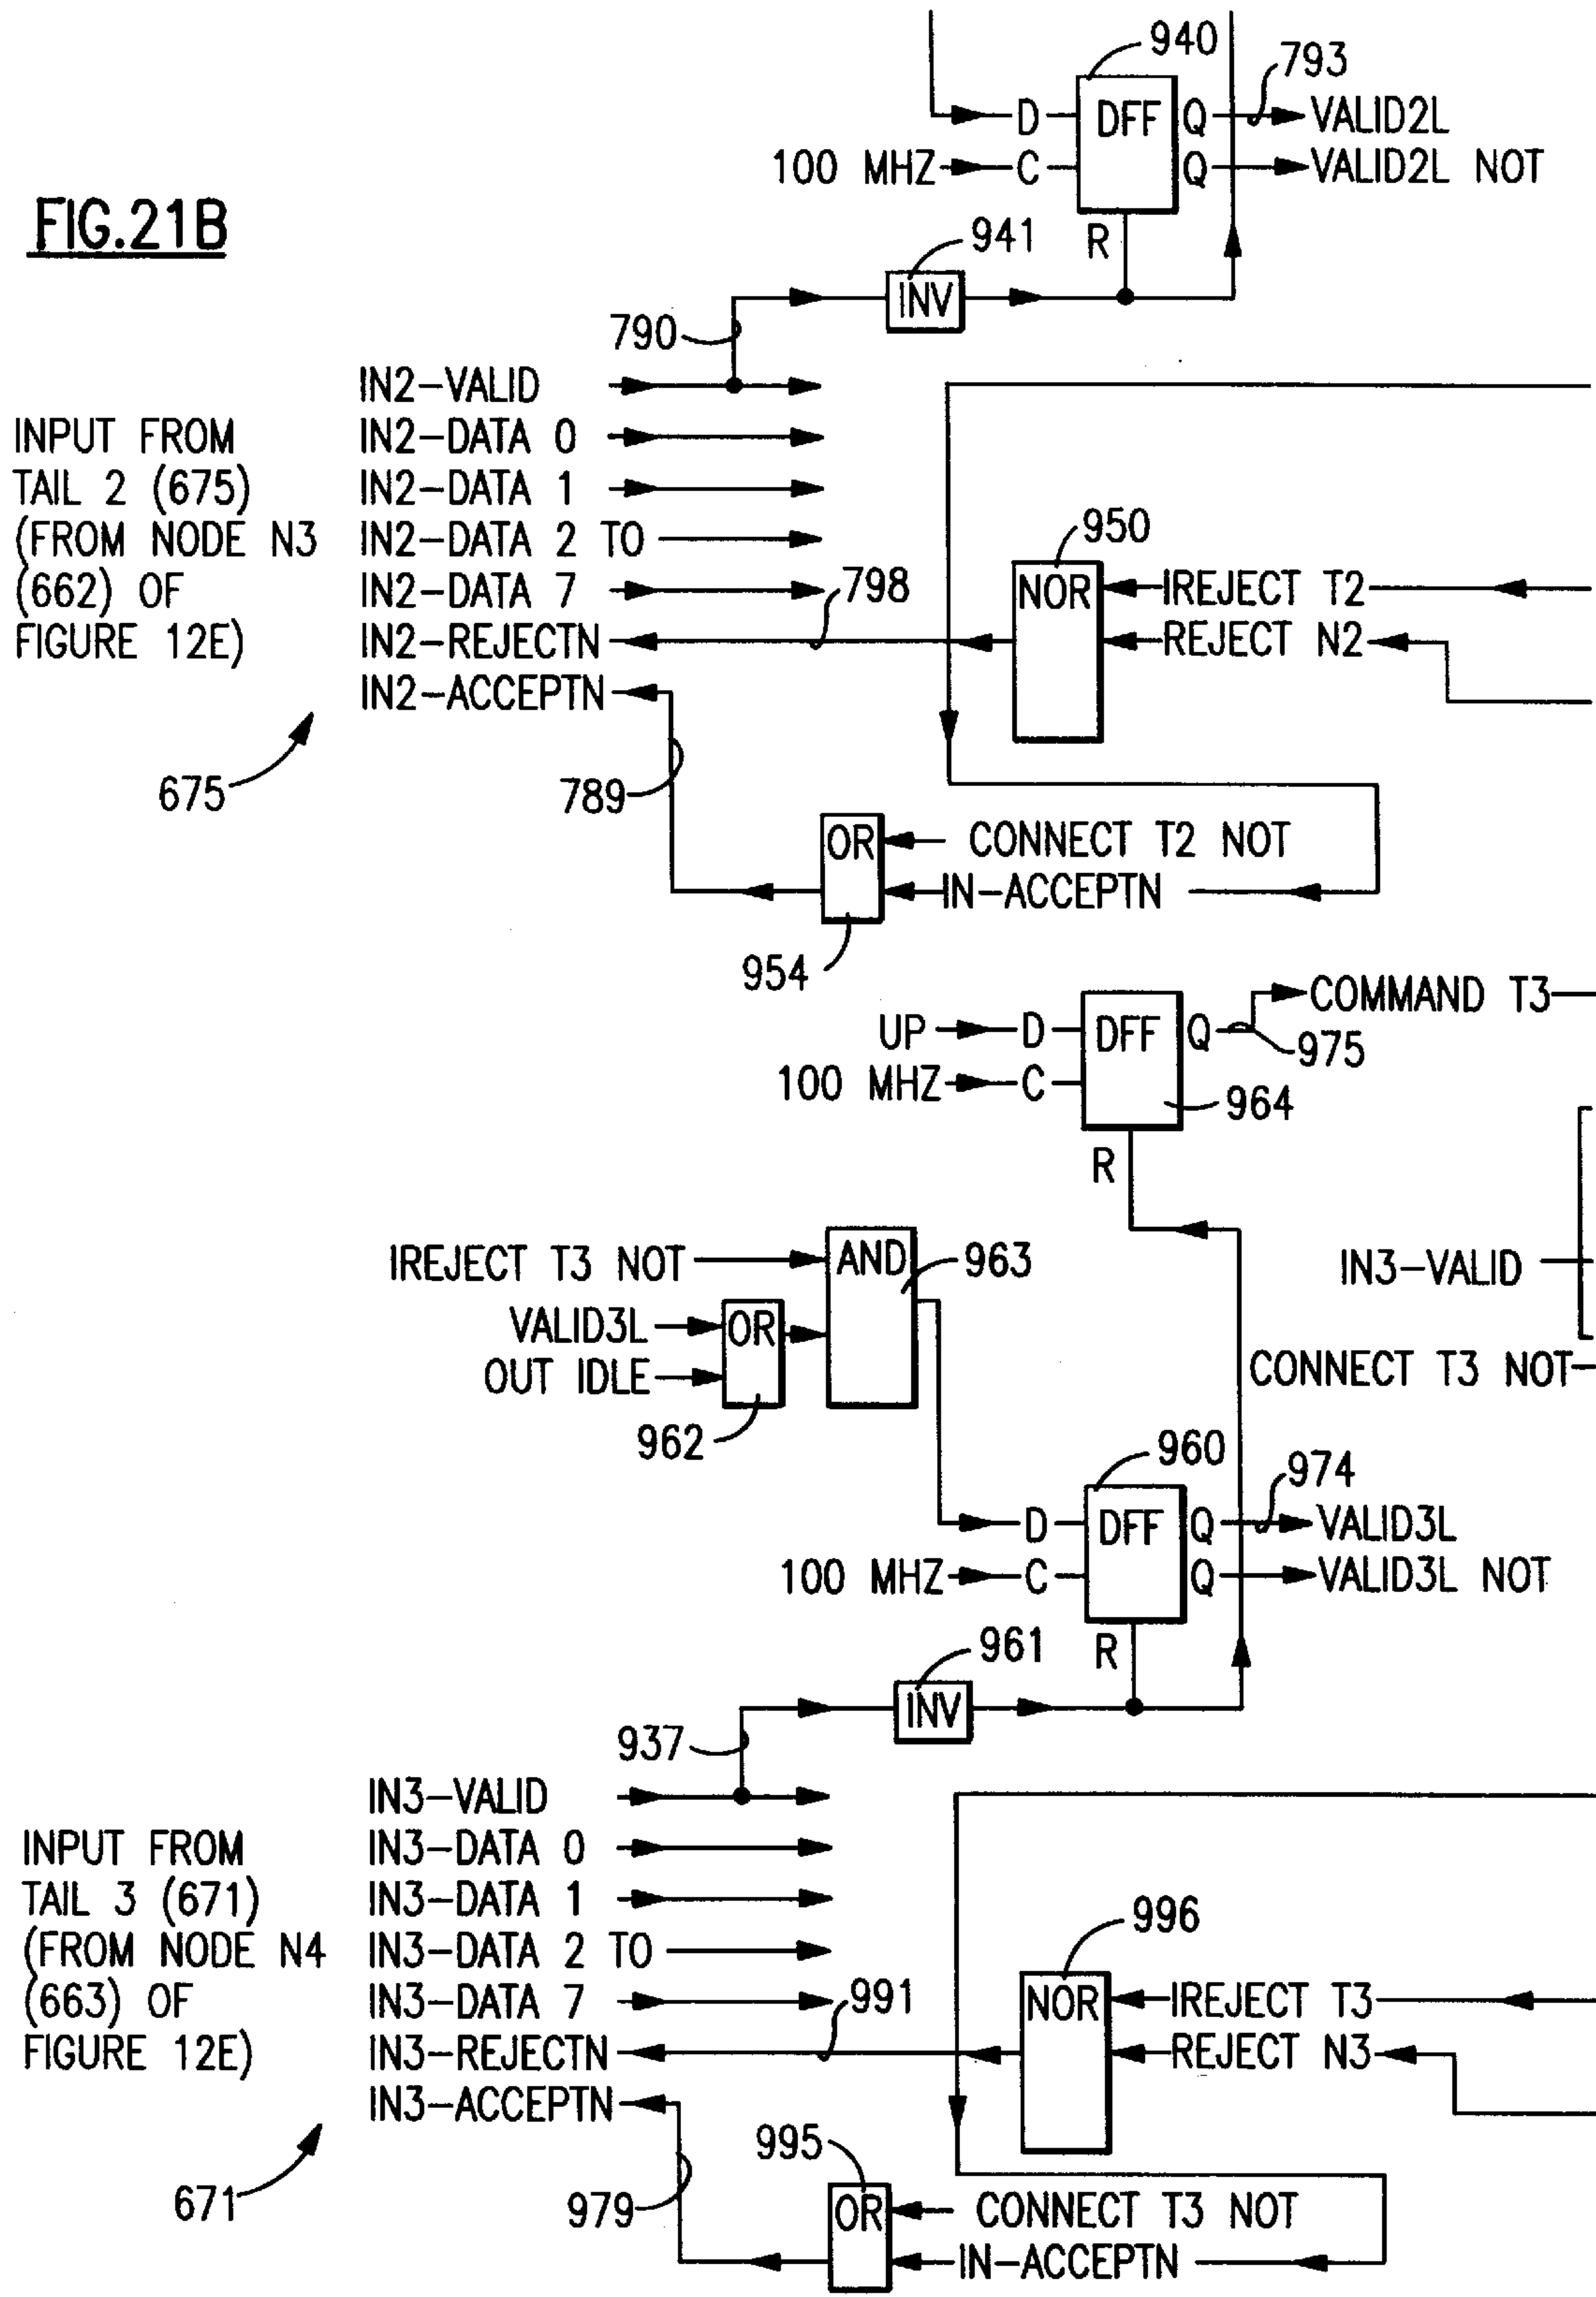 940
793
D DFF Q VALID2L
100 MHZ C Q VALID2L NOT
FIG.21B
R
941
INV
790
IN2-VALID
INPUT FROM
TAIL 2 (675)
(FROM NODE N3
(662) OF
FIGURE 12E)
IN2-DATA 0
IN2-DATA 1
IN2-DATA 2 TO
IN2-DATA 7
IN2-REJECTN
IN2-ACCEPTN
798
950
NOR
IREJECT T2
REJECT N2
675
789
OR
CONNECT T2 NOT
IN-ACCEPTN
954
COMMAND T3
UP D DFF Q
975
100 MHZ C
964
R
IREJECT T3 NOT
AND
963
IN3-VALID
VALID3L
OR
OUT IDLE
962
CONNECT T3 NOT
960
974
D DFF Q VALID3L
100 MHZ C Q VALID3L NOT
R
961
INV
937
IN3-VALID
INPUT FROM
TAIL 3 (671)
(FROM NODE N4
(663) OF
FIGURE 12E)
IN3-DATA 0
IN3-DATA 1
IN3-DATA 2 TO
IN3-DATA 7
IN3-REJECTN
IN3-ACCEPTN
991
996
NOR
IREJECT T3
REJECT N3
671
979
995
OR
CONNECT T3 NOT
IN-ACCEPTN